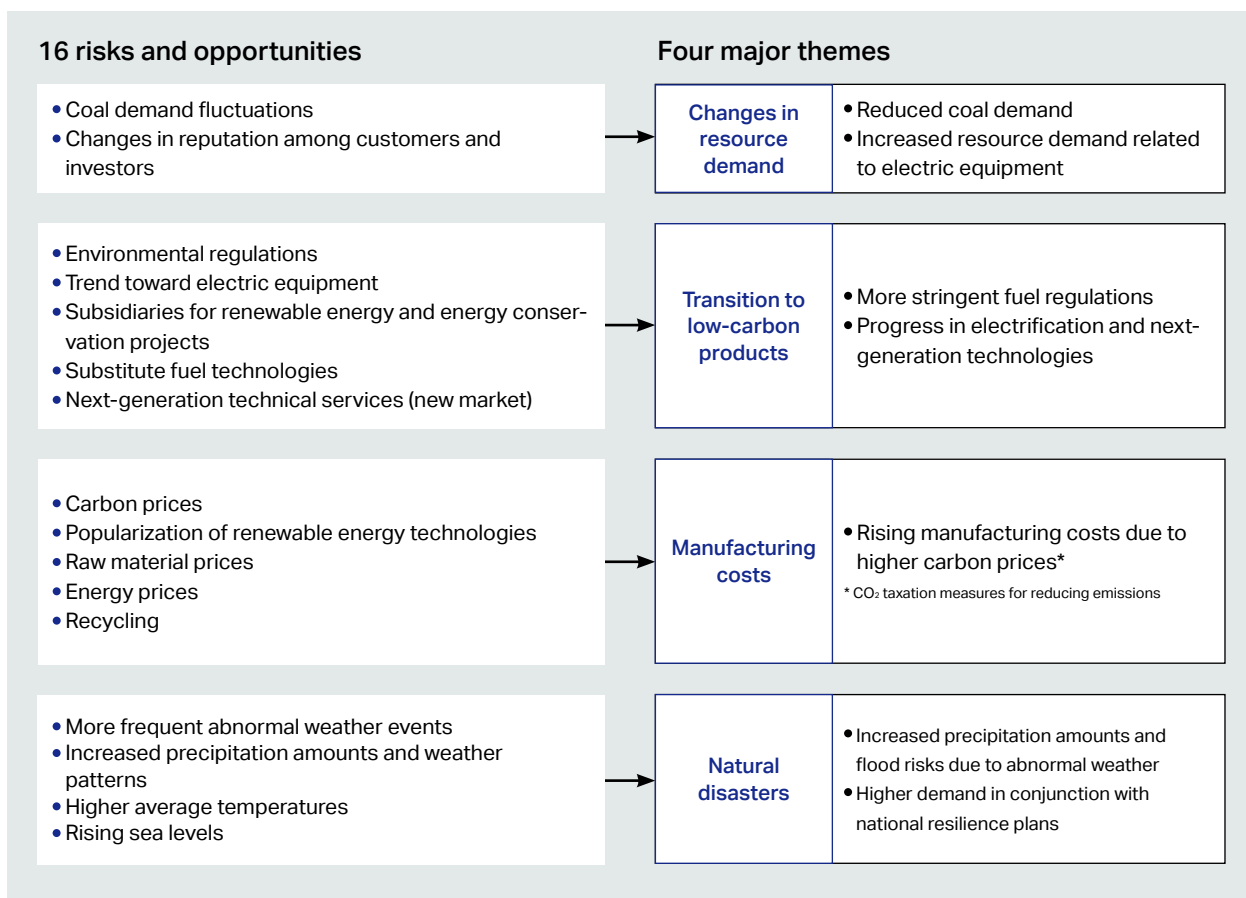 16 risks and opportunities
Four major themes
• Coal demand fluctuations
• Changes in reputation among customers and
investors
Changes in
resource
demand
• Reduced coal demand
• Increased resource demand related
to electric equipment
• Environmental regulations
• Trend toward electric equipment
• Subsidiaries for renewable energy and energy conser-
vation projects
• Substitute fuel technologies
• Next-generation technical services (new market)
Transition to
low-carbon
products
• More stringent fuel regulations
• Progress in electrification and next-
generation technologies
• Carbon prices
• Popularization of renewable energy technologies
• Raw material prices
• Energy prices
• Recycling
Manufacturing
costs
• Rising manufacturing costs due to
higher carbon prices*
* CO₂ taxation measures for reducing emissions
• More frequent abnormal weather events
• Increased precipitation amounts and weather
patterns
• Higher average temperatures
• Rising sea levels
Natural
disasters
• Increased precipitation amounts and
flood risks due to abnormal weather
• Higher demand in conjunction with
national resilience plans